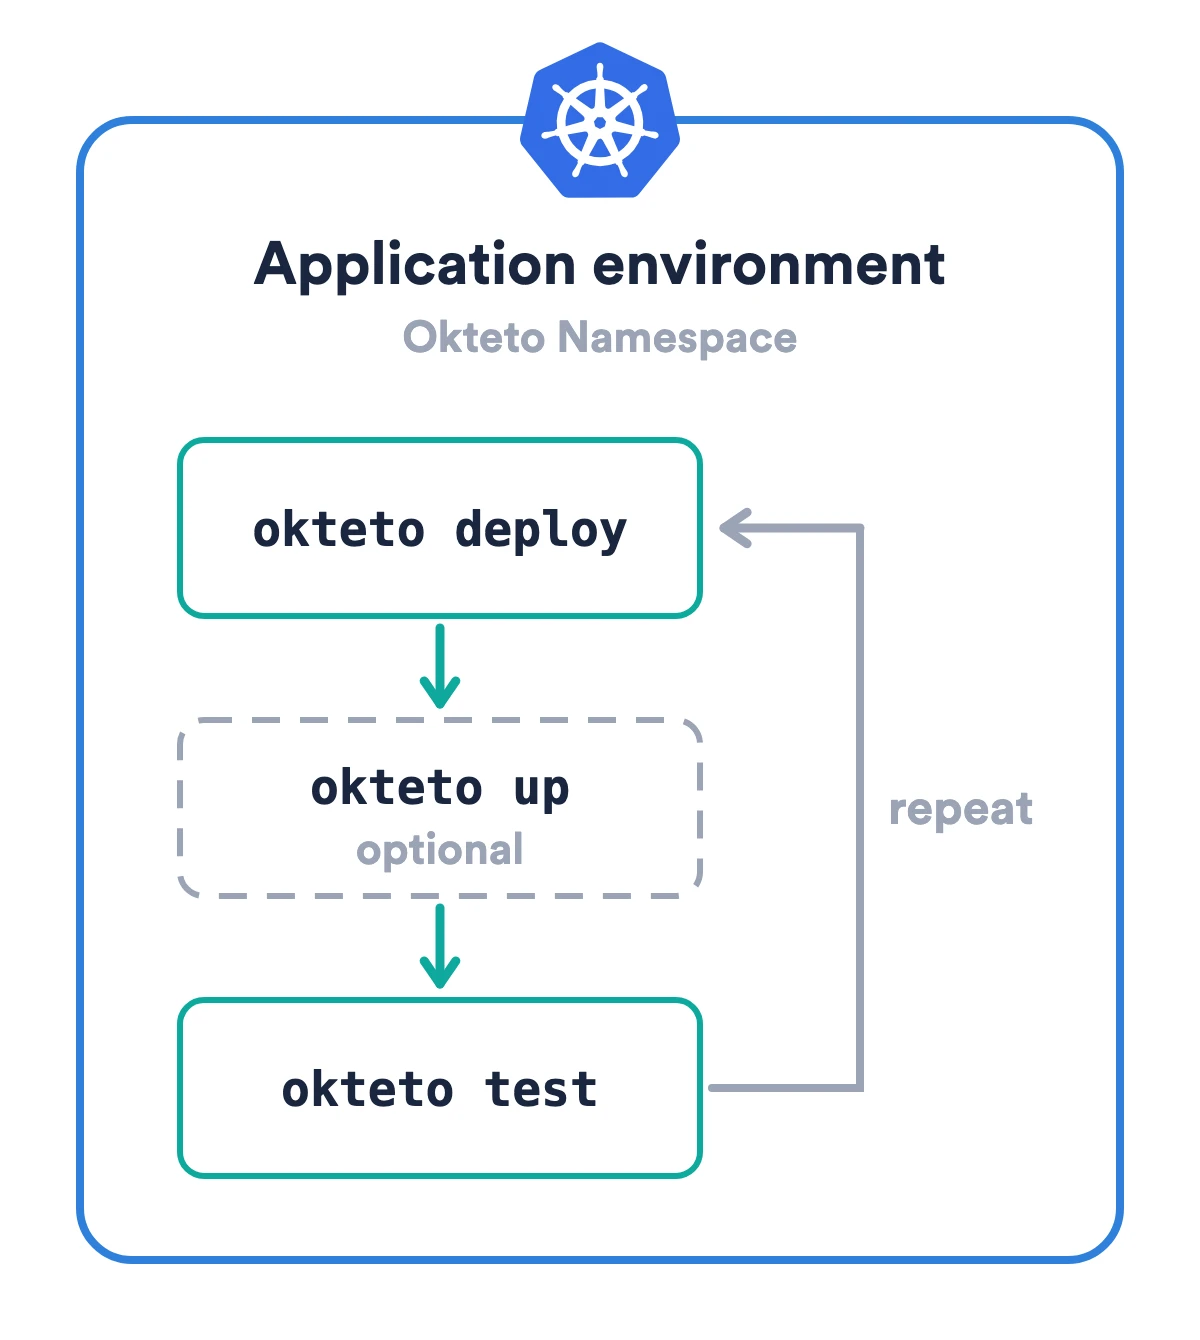 Application environment
Okteto Namespace
okteto deploy
okteto up
optional
repeat
okteto test